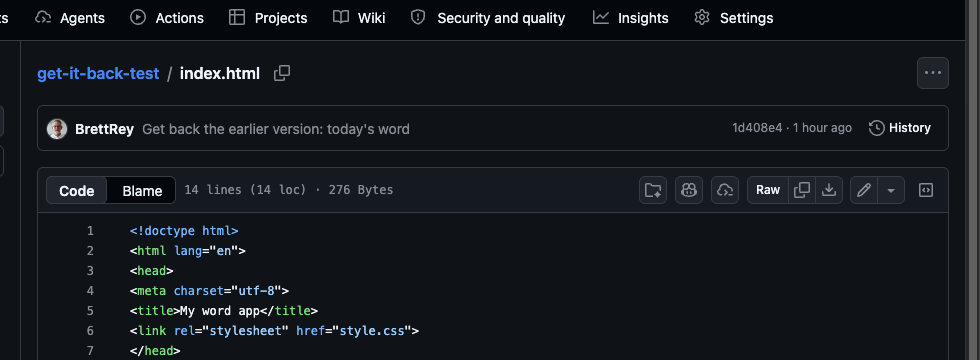 Agents Actions Projects Wiki Security and quality Insights Settings
get-it-back-test / index.html
BrettRey Get back the earlier version: today's word 1d408e4 · 1 hour ago History
Code Blame 14 lines (14 loc) · 276 Bytes Raw
1 <!doctype html>
2 <html lang="en">
3 <head>
4 <meta charset="utf-8">
5 <title>My word app</title>
6 <link rel="stylesheet" href="style.css">
7 </head>